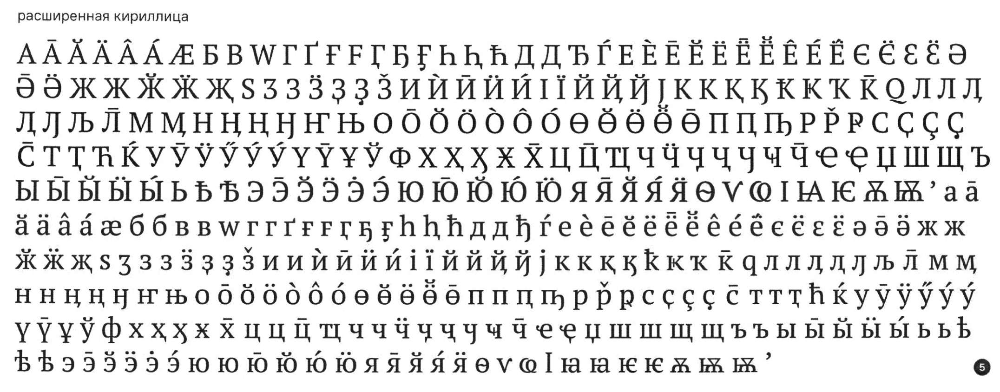 расширенная кириллица
А А̄ Ӑ Ӓ А̂ А́ Ӕ Б В Ԝ Г Ґ Ғ Ғ Ӷ Ҕ Ӻ Һ Ԧ Ћ Д Д Ђ Ѓ Е Ѐ Е̄ Ӗ Ё Ё̄ Ё̆ Е̂ Е́ Ё́ Є Є̈ Ԑ Ԑ̈ Ә
Ә̄ Ӛ Ж Ж Ӂ Ӝ Җ Ѕ Ӡ З Ӟ Ҙ Ҙ З̌ И Ѝ Ӣ Ӥ И́ І Ї Й Ҋ Й Ј К К Қ Ӄ Ҟ Ҝ Ҡ К̄ Ԛ Л Л Ԯ
Ӆ Ԓ Љ Л̄ М Ӎ Н Ӊ Ң Ӈ Ҥ Њ О О̄ О̆ Ӧ О̀ О̂ О́ Ө Ө̆ Ӫ Ӫ̆ Ө̄ П Ԥ Ҧ Р Р̌ Ҏ С Ҫ Ҫ Ҫ
С̄ Т Ҭ Ћ Ќ У Ӯ Ӱ Ӳ У́ У́ Ү Ү̄ Ұ Ў Ф Х Ҳ Ӽ Ӿ Х̄ Ц Ц̄ Ҵ Ч Ӵ Ӌ Ҷ Ч Ҹ Ч̄ Ҽ Ҿ Џ Ш Щ Ъ
Ы Ы̄ Ы̆ Ӹ Ы́ Ь Ҍ Ѣ Э Э̄ Э̆ Ӭ Э̇ Э́ Ю Ю̄ Ю̆ Ю́ Ю̈ Я Я̄ Я̆ Я́ Я̈ Ѳ Ѵ Ҩ Ӏ Ꙗ Ѥ Ѫ Ѭ ’ а а̄
ӑ ӓ а̂ а́ ӕ б б в в ԝ г г ґ ғ ғ ӷ ҕ ӻ һ ԧ ћ д д ђ ѓ е ѐ е̄ ӗ ё ё̄ ё̆ е̂ е́ ё́ є є̈ ԑ ԑ̈ ә ә̄ ӛ ж ж
ӂ ӝ җ ѕ ӡ з з ӟ ҙ ҙ з̌ и и ѝ ӣ ӥ и́ і ї й й ҋ й ј к к қ ӄ ҟ ҝ ҡ к̄ ԛ л л ԯ ӆ ԓ љ л̄ м ӎ
н н ӊ ң ӈ ҥ њ о о̄ о̆ ӧ о̀ о̂ о́ ө ө̆ ӫ ӫ̆ ө̄ п п ԥ ҧ р р̌ ҏ с ҫ ҫ ҫ с̄ т т ҭ ћ ќ у ӯ ӱ ӳ у́ у́
ү ү̄ ұ ў ф х ҳ ӽ ӿ х̄ ц ц ц̄ ҵ ч ч ӵ ӌ ҷ ч ҹ ч̄ ҽ ҿ џ ш ш щ щ ъ ъ ы ы̄ ы̆ ӹ ы́ ь ь ѣ
ѣ ѣ э э̄ э̆ ӭ э̇ э́ ю ю ю̄ ю̆ ю́ ю̈ я я̄ я̆ я́ я̈ ѳ ѵ ҩ ӏ ꙗ ꙗ ѥ ѥ ѫ ѭ ѭ ’
5